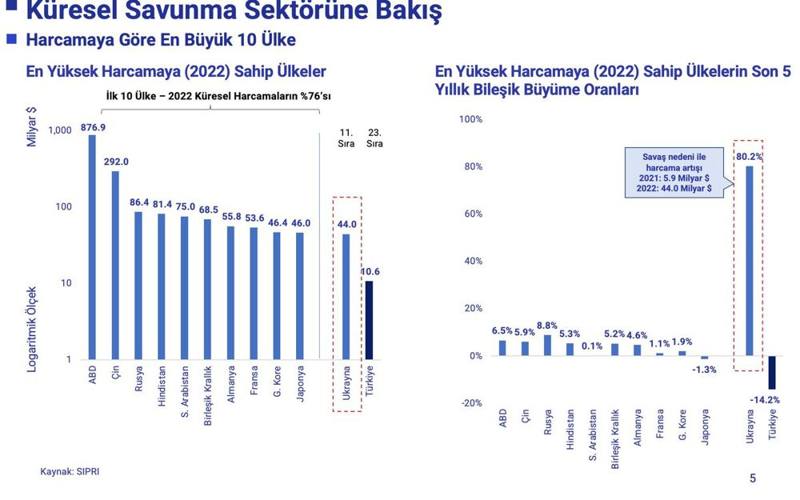 Küresel Savunma Sektörüne Bakış
Harcamaya Göre En Büyük 10 Ülke
En Yüksek Harcamaya (2022) Sahip Ülkeler
İlk 10 Ülke – 2022 Küresel Harcamaların %76'sı
Milyar $
Logaritmik Ölçek
1,000
100
10
1
876.9
292.0
86.4
81.4
75.0
68.5
55.8
53.6
46.4
46.0
11.
Sıra
23.
Sıra
44.0
10.6
ABD
Çin
Rusya
Hindistan
S. Arabistan
Birleşik Krallık
Almanya
Fransa
G. Kore
Japonya
Ukrayna
Türkiye
En Yüksek Harcamaya (2022) Sahip Ülkelerin Son 5
Yıllık Bileşik Büyüme Oranları
100%
80%
60%
40%
20%
0%
-20%
Savaş nedeni ile
harcama artışı
2021: 5.9 Milyar $
2022: 44.0 Milyar $
6.5%
5.9%
8.8%
5.3%
0.1%
5.2%
4.6%
1.1%
1.9%
-1.3%
80.2%
-14.2%
ABD
Çin
Rusya
Hindistan
S. Arabistan
Birleşik Krallık
Almanya
Fransa
G. Kore
Japonya
Ukrayna
Türkiye
Kaynak: SIPRI
5